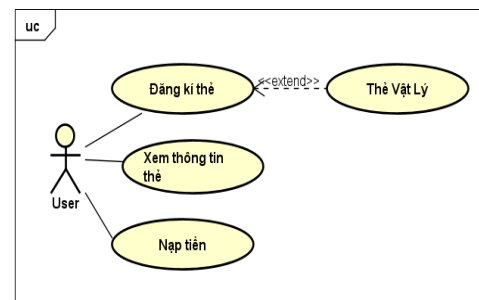 uc
Đăng kí thẻ
<<extend>>
Thẻ Vật Lý
Xem thông tin
thẻ
User
Nạp tiền